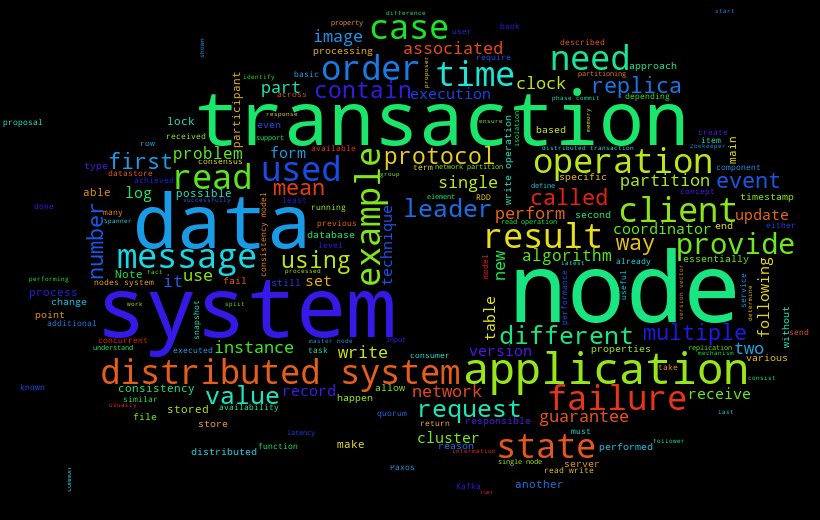 difference
start
property
case
user
book
image
associated
processing
shown
described
order
time
need
approach
identify
basic
require
partitioning
part
contain
execution
proposer
clock
replica
across
phase commit
depending
transaction
participant
proposal
lock
response
even
ensure
isolation
based
memory
create
item
Zookeeper
received
support
row
consensus
available
problem
form
protocol
write operation
distributed transaction
main
type
first
datastore
read
used
term
network partition
operation
component
achieved
able
log
possible
mean
example
group
single
specific
partition
event
define
concept
done
successfully
least
running
element
RDD
called
client
timestamp
many
data
number
Spanner
previous
technique
leader
read operation
perform
second
end
either
update
database
message
consistency model
level
using
result
way
coordinator
provide
Note
fact
nodes system
it
use
fail
processed
still
set
model
new
algorithm
already
essentially
latest
performing
process
change
system
snapshot
work
split
node
performance
useful
version vector
service
determine
following
point
additional
concurrent
table
without
send
understand
executed
instance
master node
task
input
write
consumer
different
version
properties
multiple
replication
mechanism
two
various
distributed system
application
take
consist
known
consistency
similar
usually
file
stored
store
value
availability
record
happen
allow
quorum
network
request
return
responsible
failure
guarantee
receive
last
must
latency
function
distributed
make
cluster
reason
information
state
performed
follower
server
single node
read write
common
Paxos
Kafka
run
another